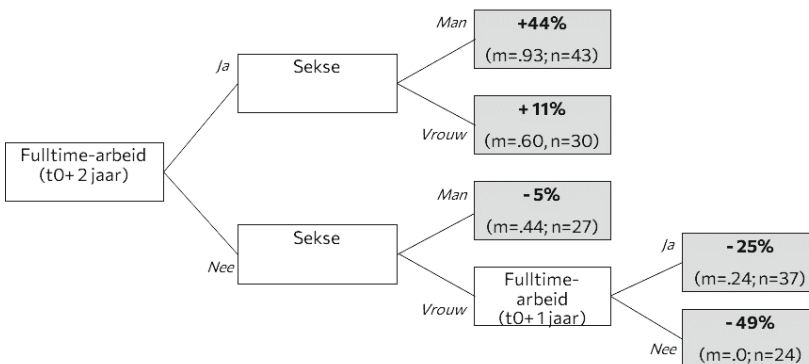 Fulltime-arbeid
(t0+2 jaar)
Ja
Nee
Sekse
Man
Vrouw
+44%
(m=.93; n=43)
+11%
(m=.60, n=30)
Sekse
Man
Vrouw
-5%
(m=.44; n=27)
Fulltime-
arbeid
(t0+1 jaar)
Ja
Nee
-25%
(m=.24; n=37)
-49%
(m=.0; n=24)